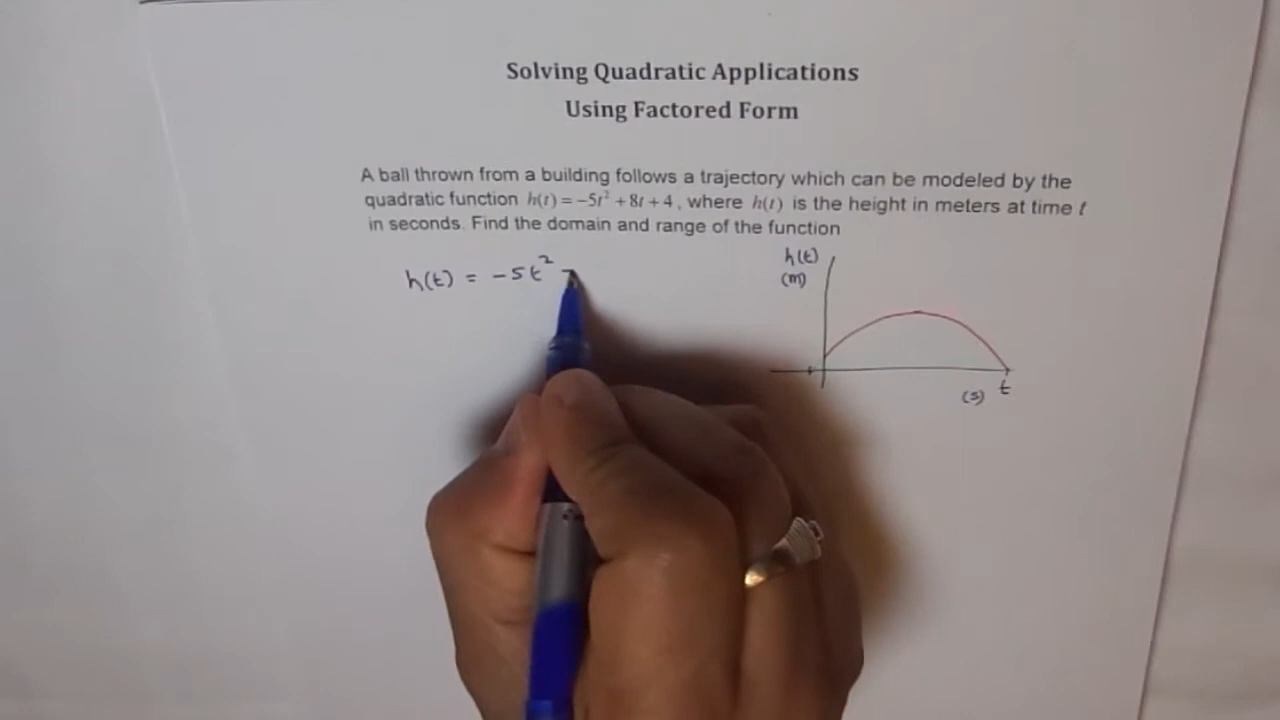 Solving Quadratic Applications
Using Factored Form
A ball thrown from a building follows a trajectory which can be modeled by the
quadratic function h(t) = −5t² + 8t + 4, where h(t) is the height in meters at time t
in seconds. Find the domain and range of the function
h(t) = -5t²
h(t)
(m)
(s) t